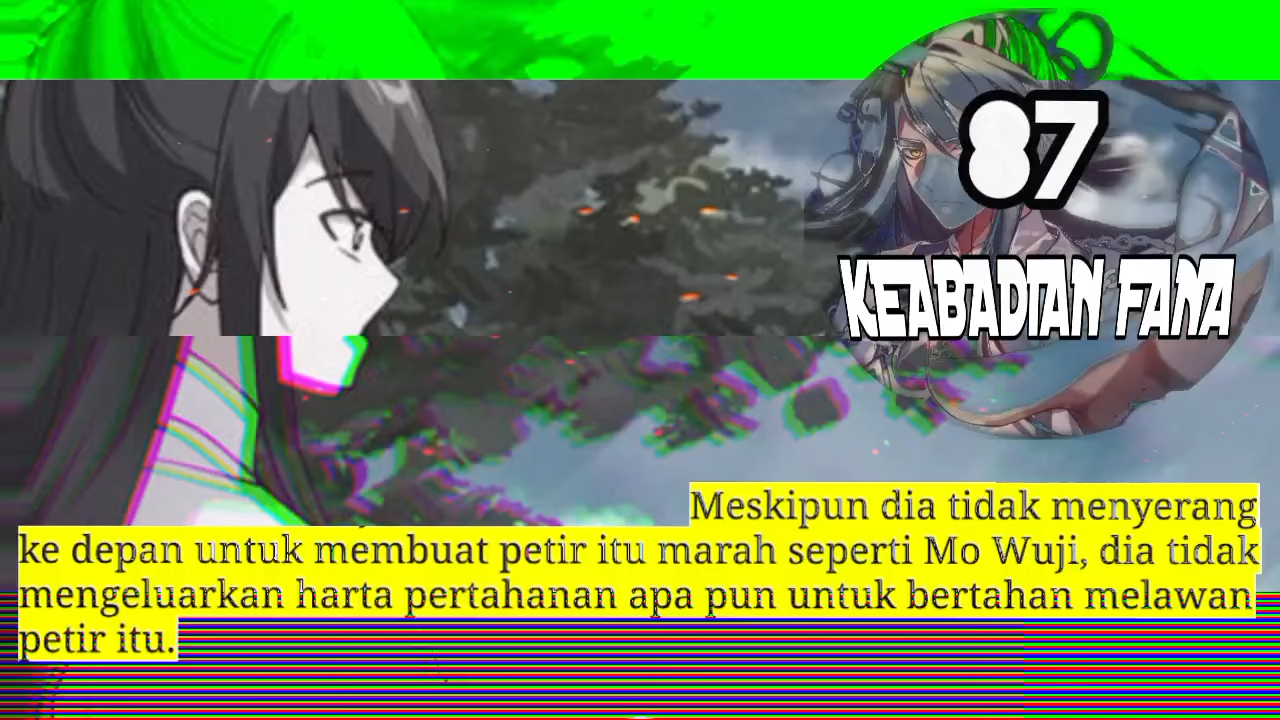 87
KEABADIAN FANA
Meskipun dia tidak menyerang
ke depan untuk membuat petir itu marah seperti Mo Wuji, dia tidak
mengeluarkan harta pertahanan apa pun untuk bertahan melawan
petir itu.